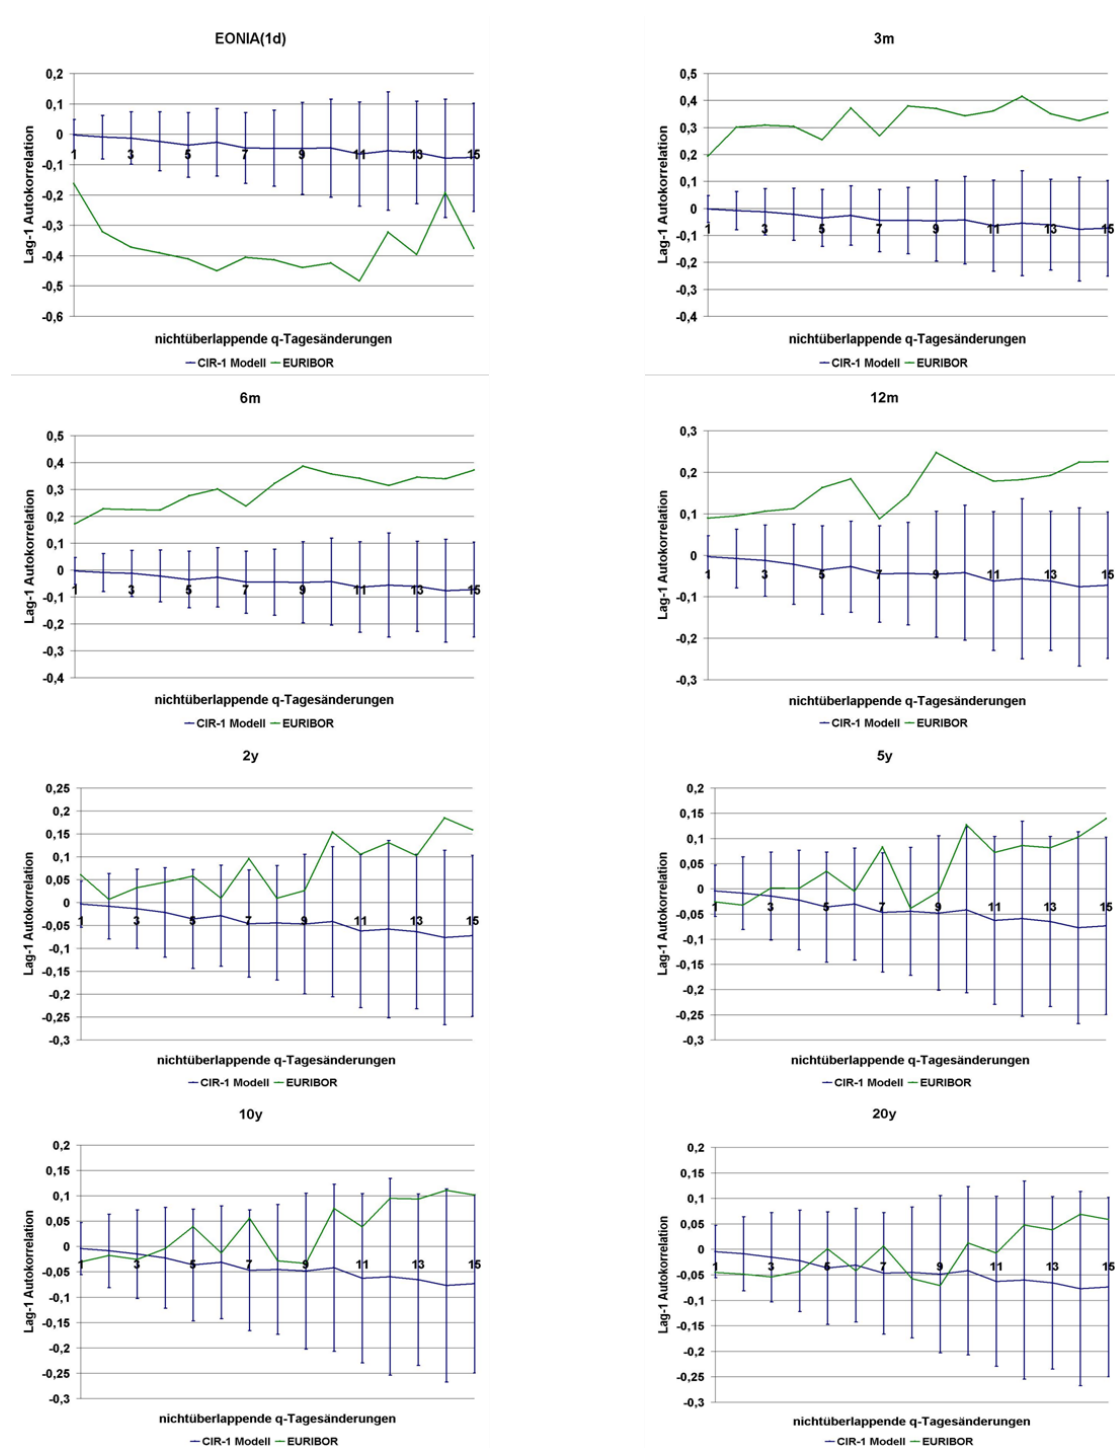 EONIA(1d)
0,2
0,1
0
-0,1
-0,2
-0,3
-0,4
-0,5
-0,6
1 3 5 7 9 11 13 15
Lag-1 Autokorrelation
nichtüberlappende q-Tagesänderungen
CIR-1 Modell EURIBOR
3m
0,5
0,4
0,3
0,2
0,1
0
-0,1
-0,2
-0,3
-0,4
1 3 5 7 9 11 13 15
Lag-1 Autokorrelation
nichtüberlappende q-Tagesänderungen
CIR-1 Modell EURIBOR
6m
0,5
0,4
0,3
0,2
0,1
0
-0,1
-0,2
-0,3
-0,4
1 3 5 7 9 11 13 15
Lag-1 Autokorrelation
nichtüberlappende q-Tagesänderungen
CIR-1 Modell EURIBOR
12m
0,3
0,2
0,1
0
-0,1
-0,2
-0,3
1 3 5 7 9 11 13 15
Lag-1 Autokorrelation
nichtüberlappende q-Tagesänderungen
CIR-1 Modell EURIBOR
2y
0,25
0,2
0,15
0,1
0,05
0
-0,05
-0,1
-0,15
-0,2
-0,25
-0,3
1 3 5 7 9 11 13 15
Lag-1 Autokorrelation
nichtüberlappende q-Tagesänderungen
CIR-1 Modell EURIBOR
5y
0,2
0,15
0,1
0,05
0
-0,05
-0,1
-0,15
-0,2
-0,25
-0,3
1 3 5 7 9 11 13 15
Lag-1 Autokorrelation
nichtüberlappende q-Tagesänderungen
CIR-1 Modell EURIBOR
10y
0,2
0,15
0,1
0,05
0
-0,05
-0,1
-0,15
-0,2
-0,25
-0,3
1 3 5 7 9 11 13 15
Lag-1 Autokorrelation
nichtüberlappende q-Tagesänderungen
CIR-1 Modell EURIBOR
20y
0,2
0,15
0,1
0,05
0
-0,05
-0,1
-0,15
-0,2
-0,25
-0,3
1 3 5 7 9 11 13 15
Lag-1 Autokorrelation
nichtüberlappende q-Tagesänderungen
CIR-1 Modell EURIBOR